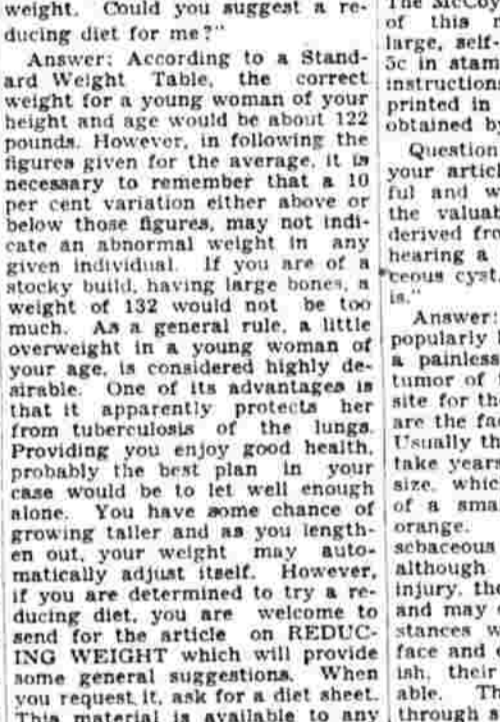 weight. Could you suggest a re-
ducing diet for me?"
Answer: According to a Stand-
ard Weight Table, the correct
weight for a young woman of your
height and age would be about 122
pounds. However, in following the
figures given for the average, it is
necessary to remember that a 10
per cent variation either above or
below those figures, may not indi-
cate an abnormal weight in any
given individual. If you are of a
stocky build, having large bones, a
weight of 132 would not be too
much. As a general rule, a little
overweight in a young woman of
your age, is considered highly de-
sirable. One of its advantages is
that it apparently protects her
from tuberculosis of the lungs.
Providing you enjoy good health,
probably the best plan in your
case would be to let well enough
alone. You have some chance of
growing taller and as you length-
en out, your weight may auto-
matically adjust itself. However,
if you are determined to try a re-
ducing diet, you are welcome to
send for the article on REDUC-
ING WEIGHT which will provide
some general suggestions. When
you request it, ask for a diet sheet.
This material is available to any
The McCoy
of this
large, self-
3c in stam
instruction
printed in
obtained b
Question
your articl
ful and w
the valuab
derived fro
hearing a
ceous cyst,
is."
Answer:
popularly
a painless
tumor of
site for th
are the fa
Usually th
take years
size, whic
of a sma
orange.
sebaceous
although
injury, the
and may
stances w
face and
ish, their
able. Th
through a